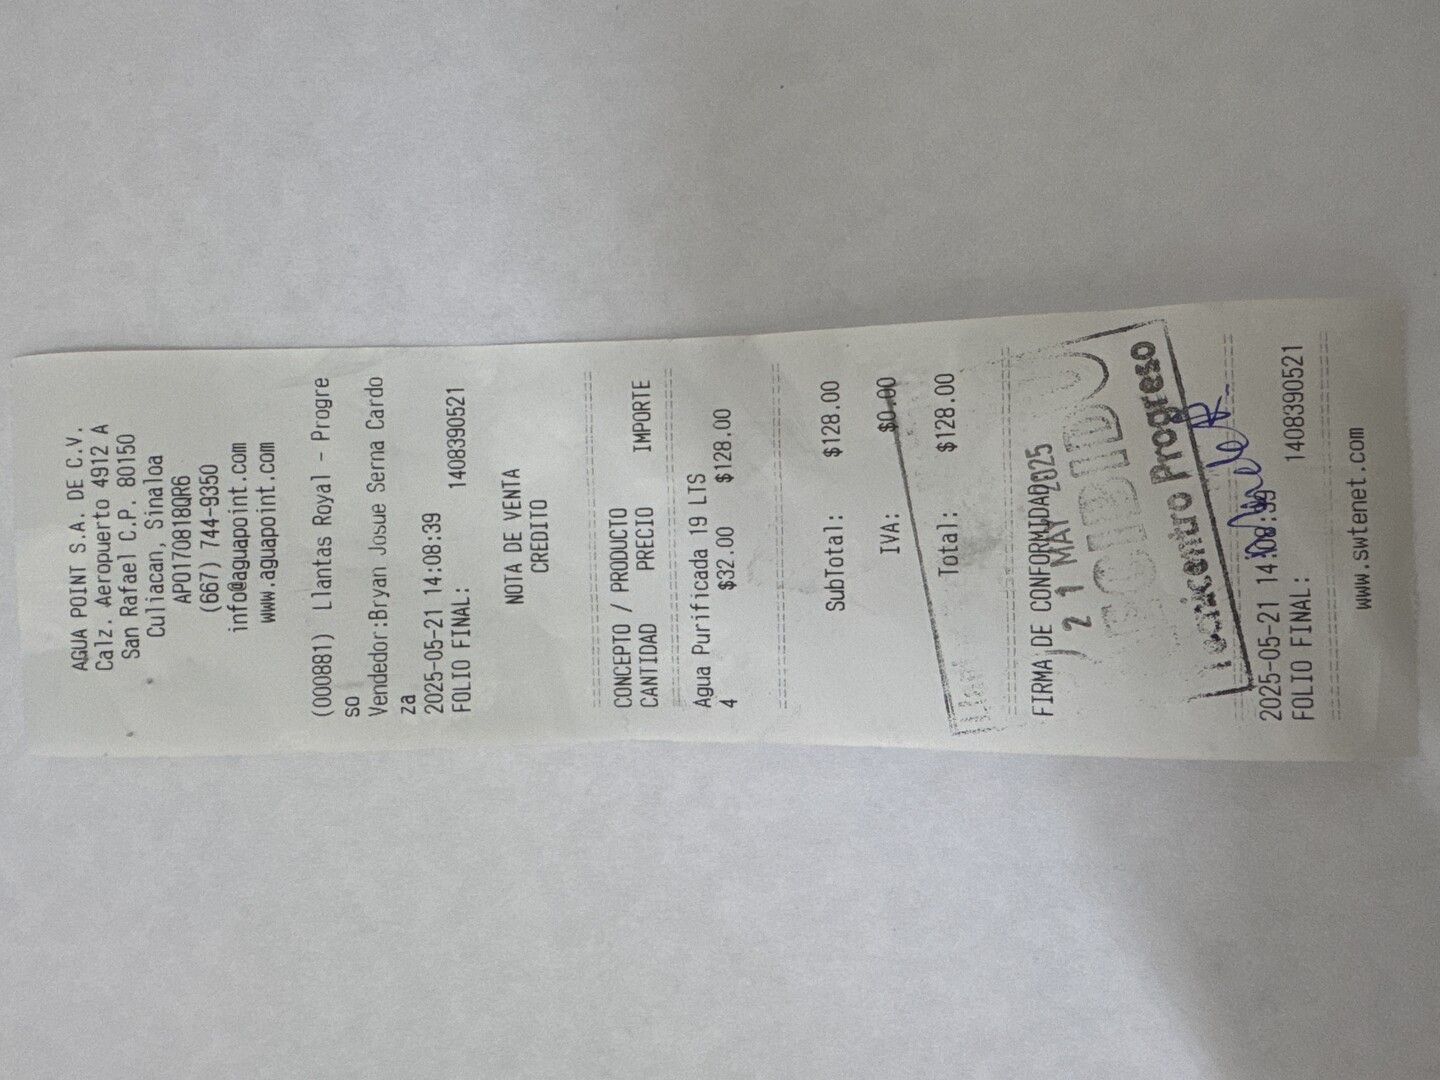 AGUA POINT S.A. DE C.V.
Calz. Aeropuerto 4912 A
San Rafael C.P. 80150
Culiacan, Sinaloa
APO170818QR6
(667) 744-9350
info@aguapoint.com
www.aguapoint.com
(000881) Llantas Royal - Progre
so
Vendedor:Bryan Josue Serna Cardo
za
2025-05-21 14:08:39
FOLIO FINAL: 1408390521
NOTA DE VENTA
CREDITO
CONCEPTO / PRODUCTO
CANTIDAD PRECIO IMPORTE
Agua Purificada 19 LTS
4 $32.00 $128.00
SubTotal: $128.00
IVA: $0.00
Total: $128.00
FIRMA DE CONFORMIDAD
21 MAY 2025
RECIBIDO
Tecnicentro Progreso
2025-05-21 14:08:39
FOLIO FINAL: 1408390521
www.swtenet.com